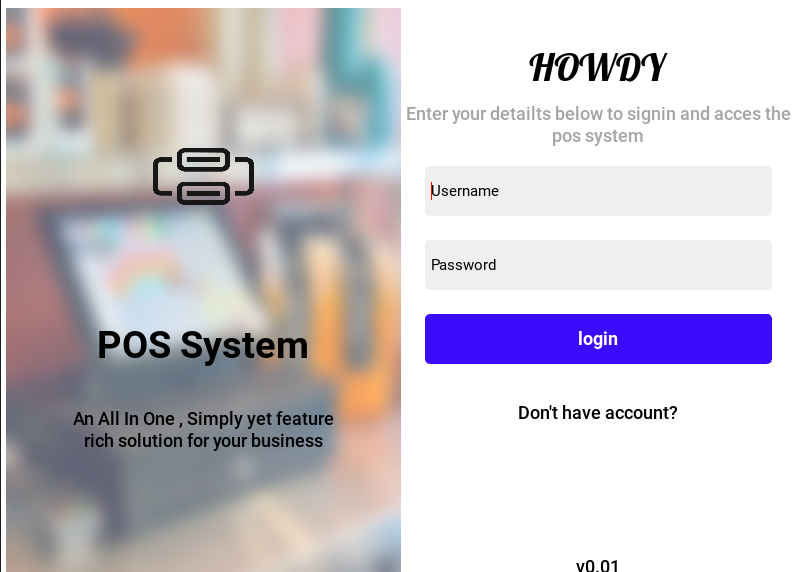 POS System
An All In One , Simply yet feature
rich solution for your business
HOWDY
Enter your detailts below to signin and acces the
pos system
Username
Password
login
Don't have account?
v0.01